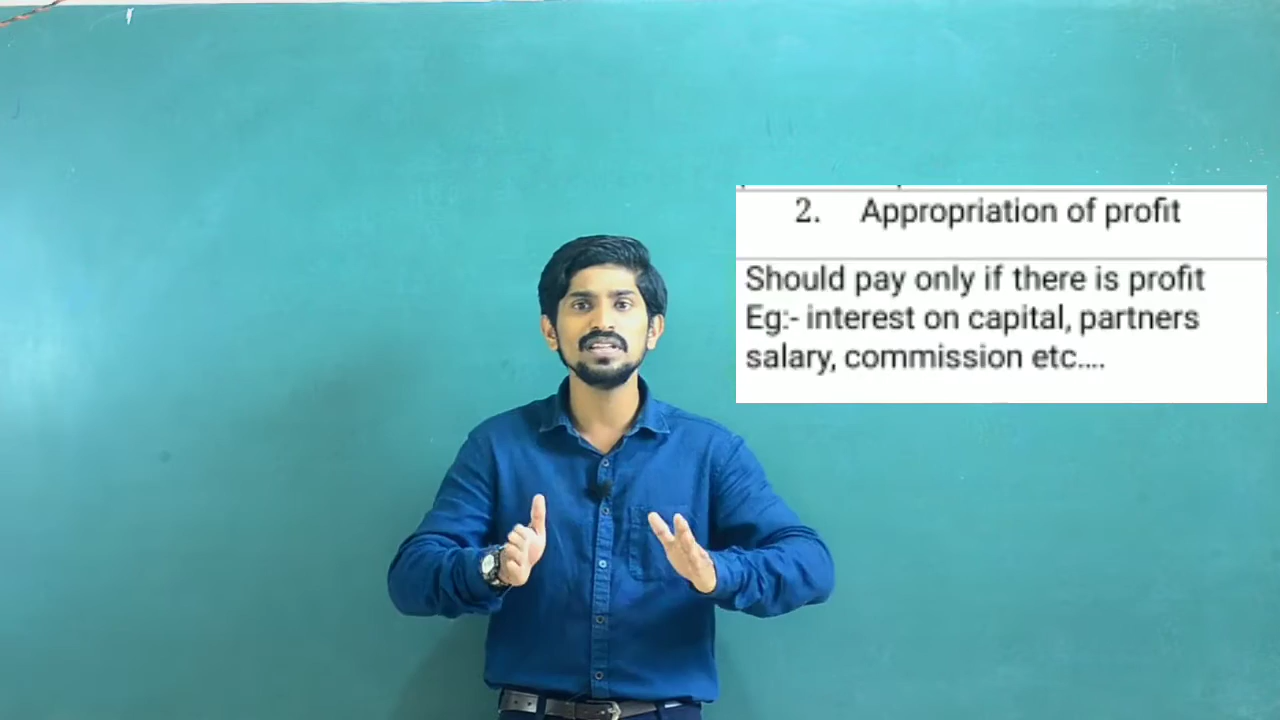 2. Appropriation of profit
Should pay only if there is profit
Eg:- interest on capital, partners
salary, commission etc....